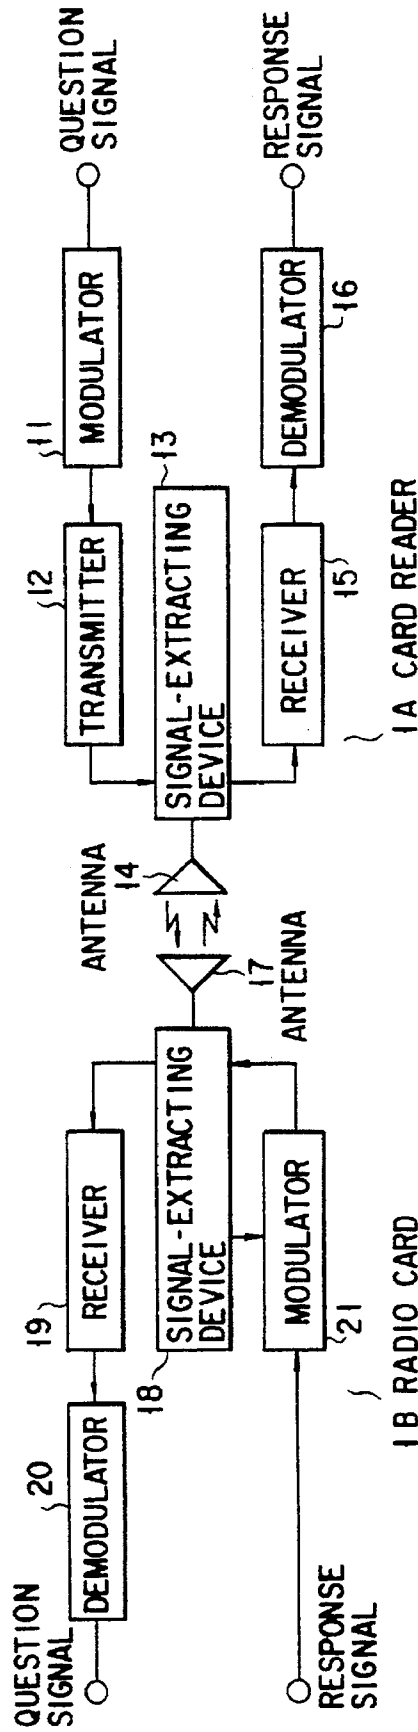 QUESTION
SIGNAL
20
DEMODULATOR
19
RECEIVER
18
SIGNAL-EXTRACTING
DEVICE
RESPONSE
SIGNAL
MODULATOR
21
1B RADIO CARD
17
ANTENNA
ANTENNA
14
12
TRANSMITTER
11
MODULATOR
QUESTION
SIGNAL
13
SIGNAL-EXTRACTING
DEVICE
RECEIVER
15
DEMODULATOR
16
RESPONSE
SIGNAL
1A CARD READER